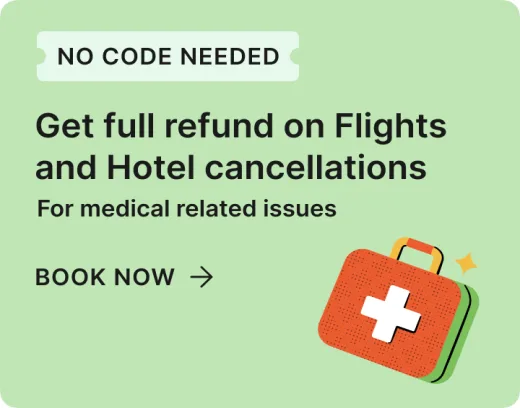 NO CODE NEEDED
Get full refund on Flights
and Hotel cancellations
For medical related issues
BOOK NOW →